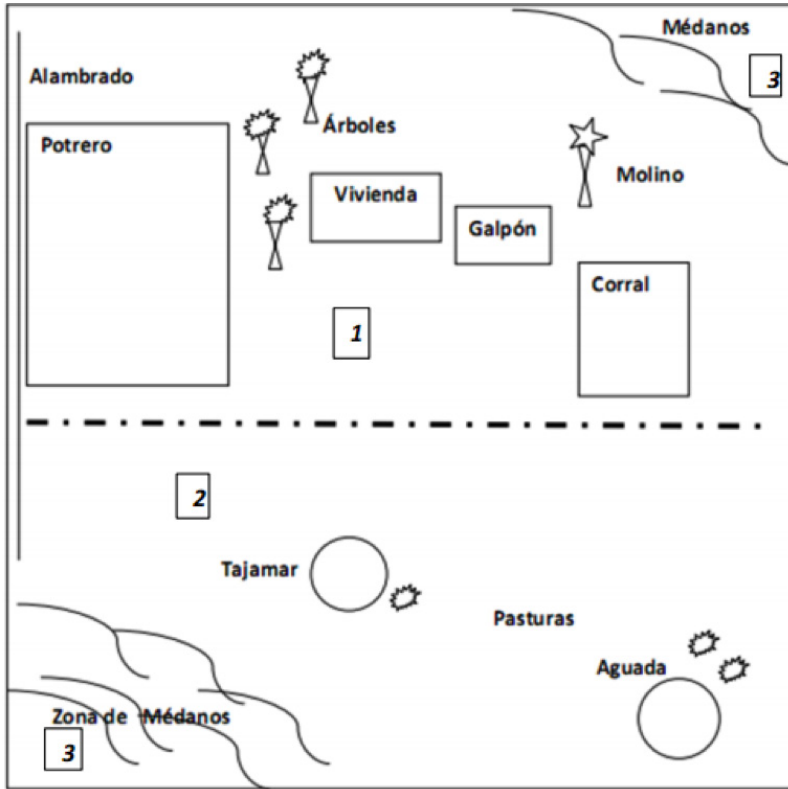 Médanos
3
Alambrado
Árboles
Potrero
Molino
Vivienda
Galpón
Corral
1
2
Tajamar
Pasturas
Aguada
Zona de Médanos
3